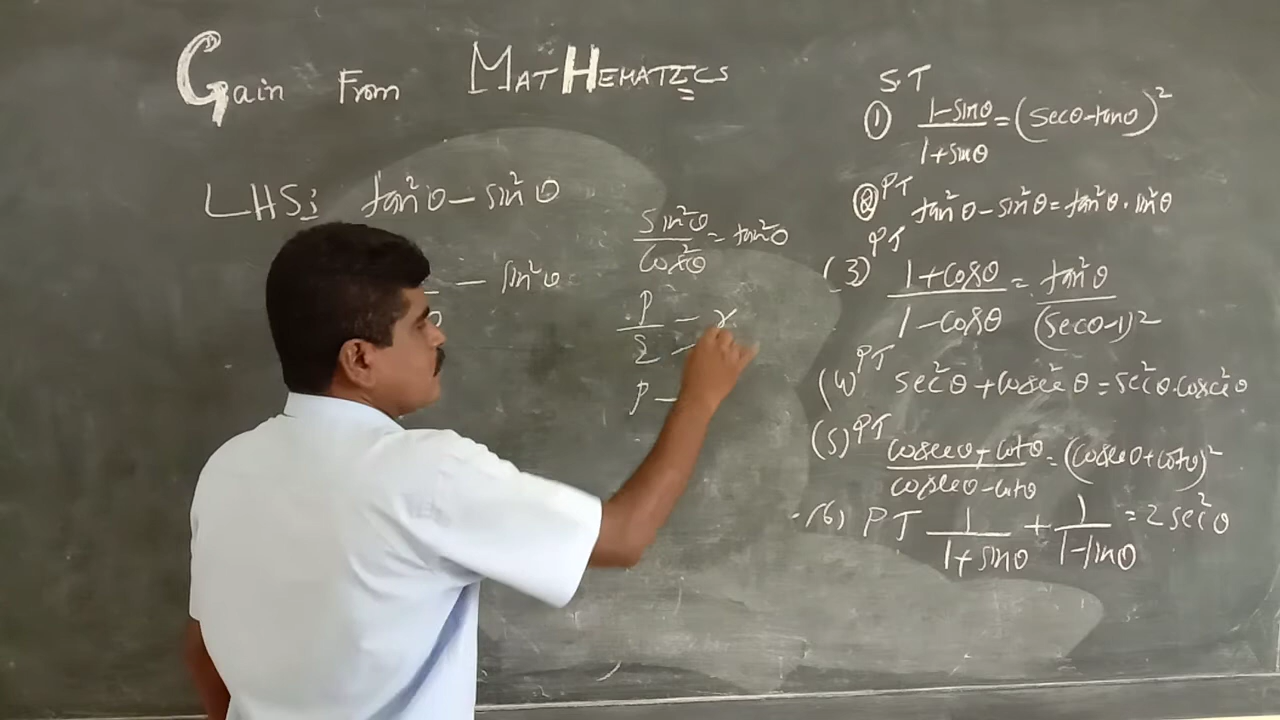 Gain From MATHEMATICS
LHS: tan²θ - sin²θ
- sin²θ
sin²θ/cos²θ = tan²θ
p/q - r
p -
S.T
(1) (1-sinθ)/(1+sinθ) = (secθ-tanθ)²
(2) PT tan²θ - sin²θ = tan²θ . sin²θ
(3) PT (1+cosθ)/(1-cosθ) = tan²θ/(secθ-1)²
(4) PT sec²θ + cosec²θ = sec²θ.cosec²θ
(5) PT (cosecθ+cotθ)/(cosecθ-cotθ) = (cosecθ+cotθ)²
(6) PT 1/(1+sinθ) + 1/(1-sinθ) = 2sec²θ